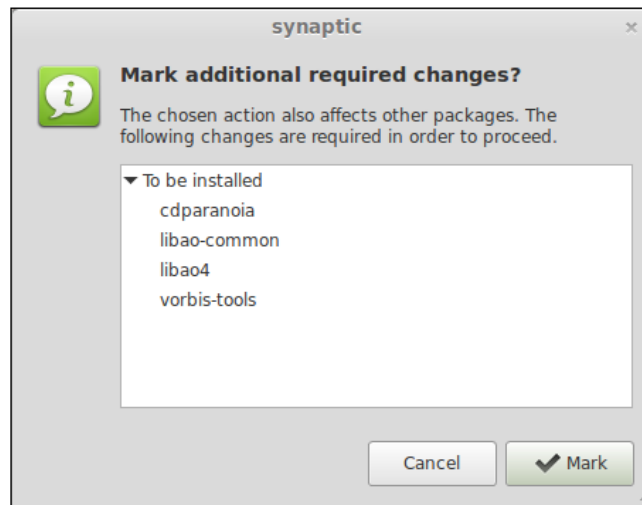 synaptic
Mark additional required changes?
The chosen action also affects other packages. The
following changes are required in order to proceed.
To be installed
cdparanoia
libao-common
libao4
vorbis-tools
Cancel
Mark